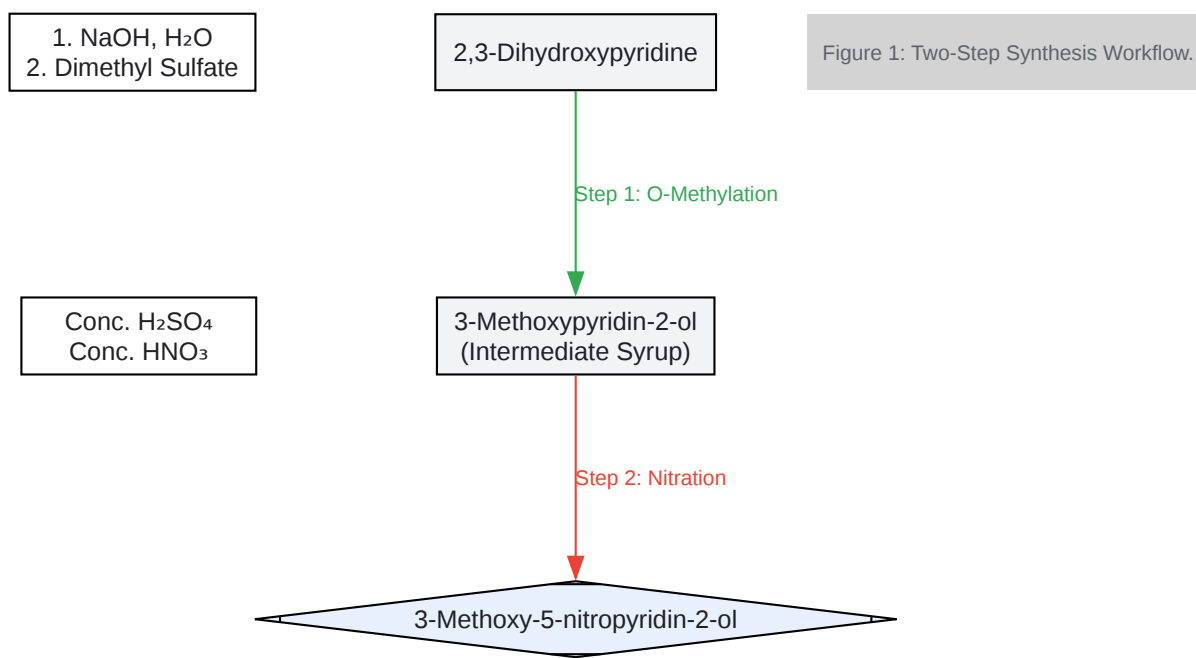 1. NaOH, H₂O
2. Dimethyl Sulfate
2,3-Dihydroxypyridine
Figure 1: Two-Step Synthesis Workflow.
Step 1: O-Methylation
Conc. H₂SO₄
Conc. HNO₃
3-Methoxypyridin-2-ol
(Intermediate Syrup)
Step 2: Nitration
3-Methoxy-5-nitropyridin-2-ol